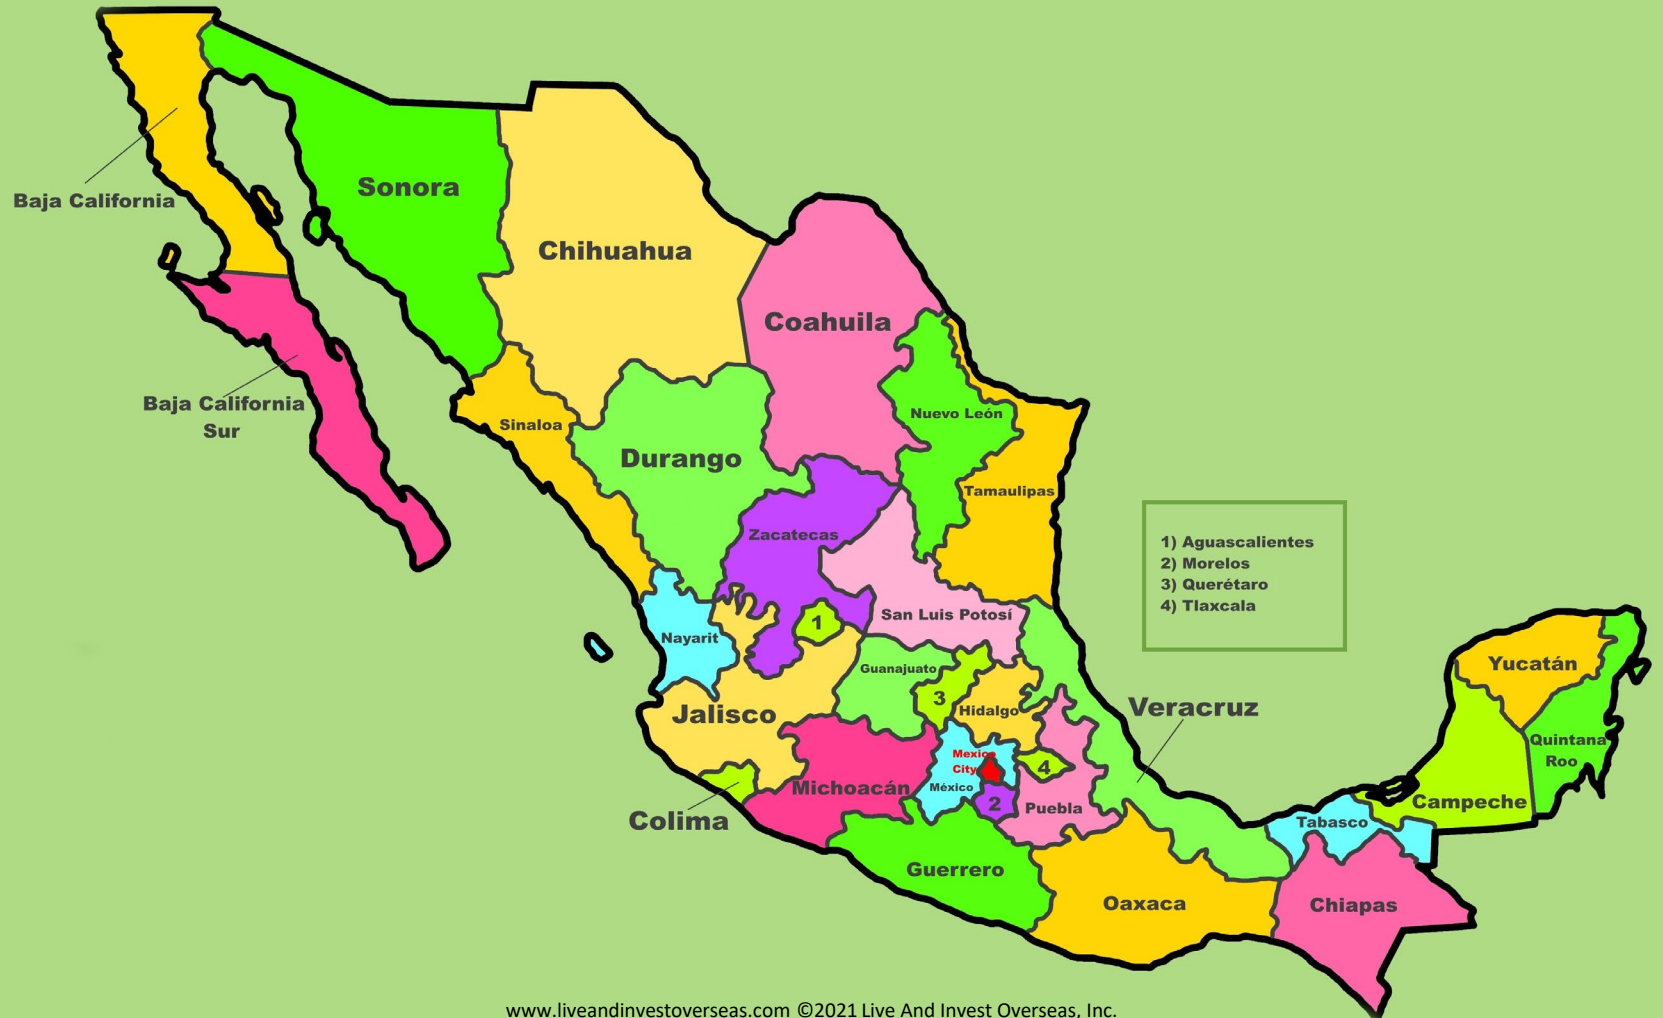 Baja California
Sonora
Chihuahua
Coahuila
Baja California
Sur
Sinaloa
Nuevo León
Durango
Tamaulipas
Zacatecas
1) Aguascalientes
2) Morelos
3) Querétaro
4) Tlaxcala
San Luis Potosí
1
Nayarit
Guanajuato
Yucatán
3
Hidalgo
Jalisco
Veracruz
Quintana
Roo
Mexico
City
4
México
Michoacán
2
Puebla
Campeche
Colima
Tabasco
Guerrero
Oaxaca
Chiapas
www.liveandinvestoverseas.com ©2021 Live And Invest Overseas, Inc.